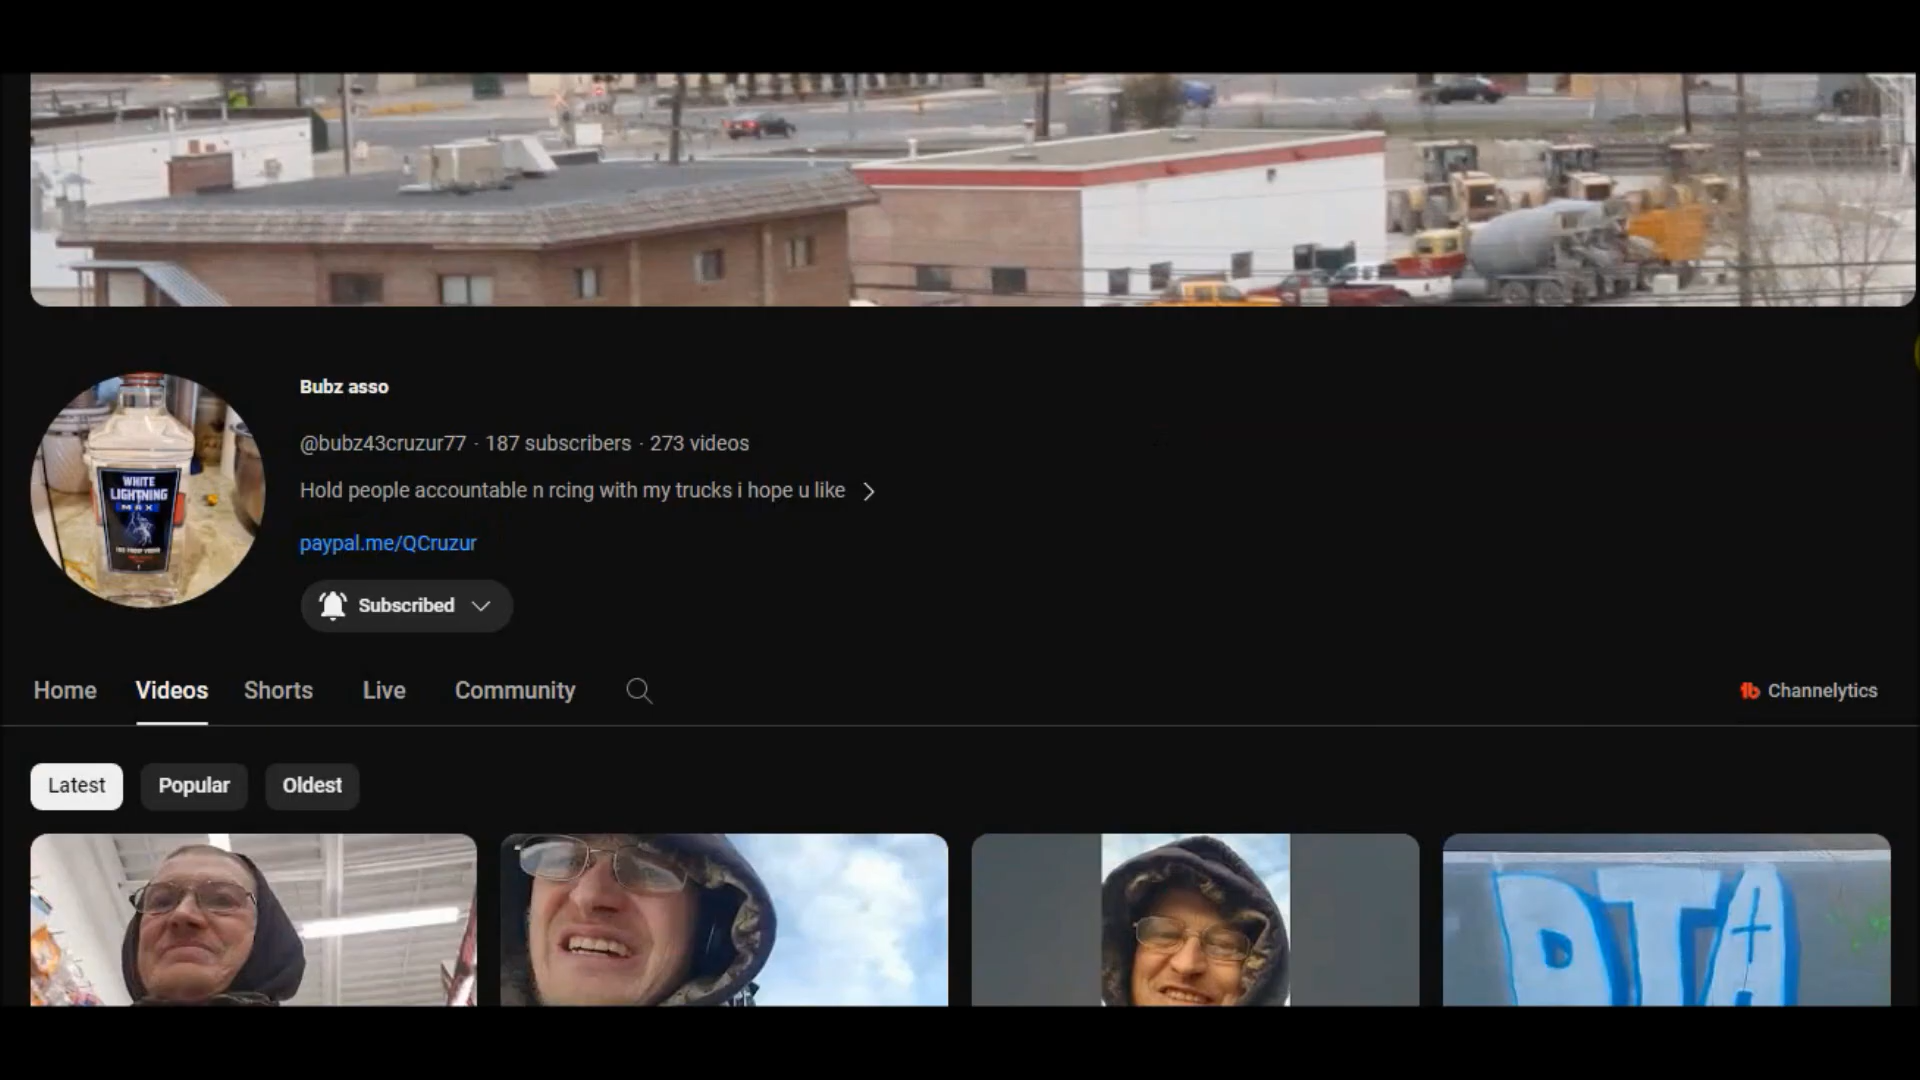 Bubz asso
@bubz43cruzur77 · 187 subscribers · 273 videos
Hold people accountable n rcing with my trucks i hope u like
paypal.me/QCruzur
Subscribed
WHITE
LIGHTNING
MAX
Home Videos Shorts Live Community
Channelytics
Latest Popular Oldest
DTA